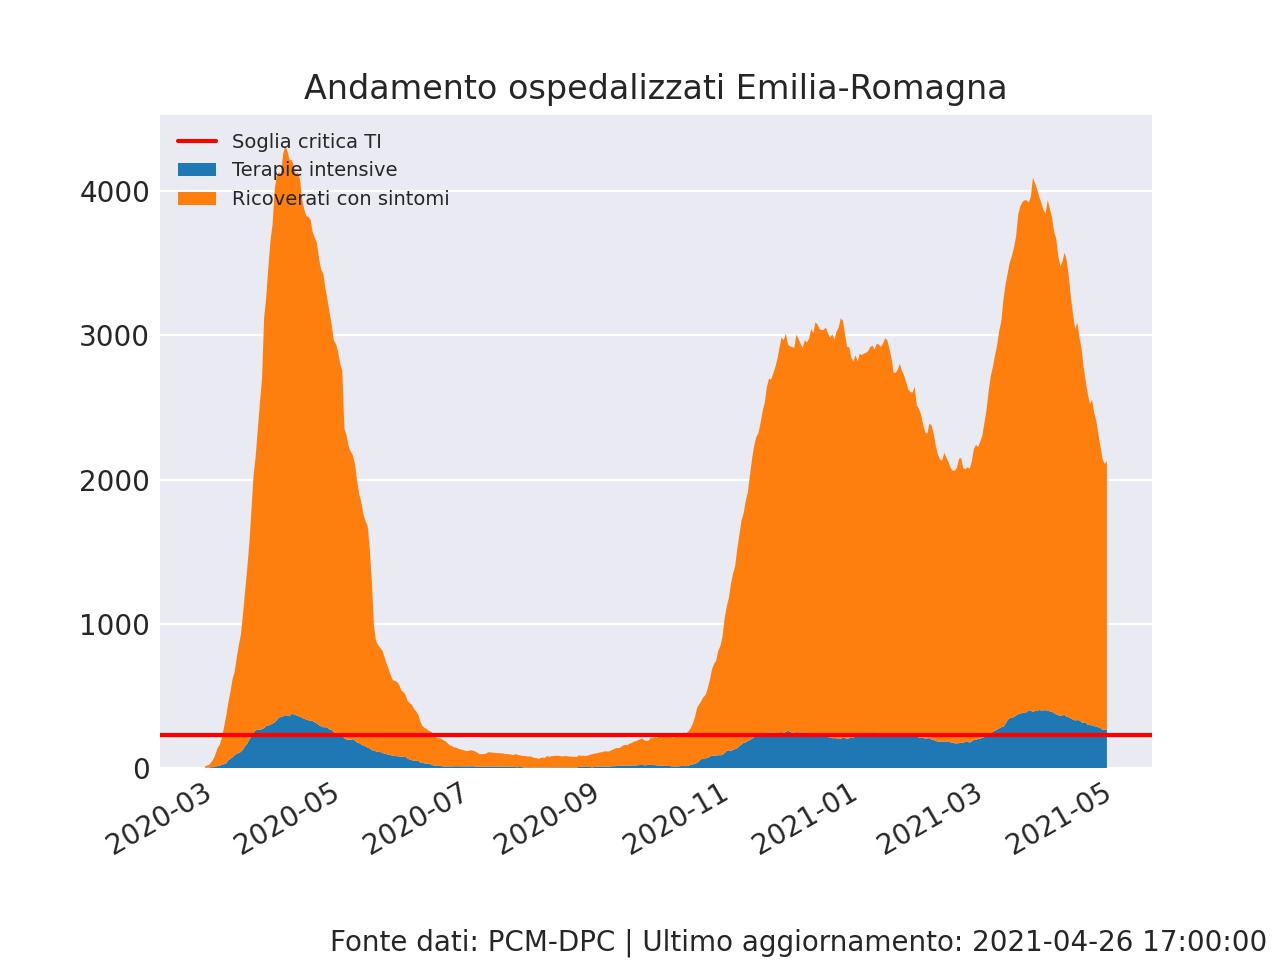 Andamento ospedalizzati Emilia-Romagna
Soglia critica TI
Terapie intensive
Ricoverati con sintomi
4000
3000
2000
1000
0
2020-03
2020-05
2020-07
2020-09
2020-11
2021-01
2021-03
2021-05
Fonte dati: PCM-DPC | Ultimo aggiornamento: 2021-04-26 17:00:00